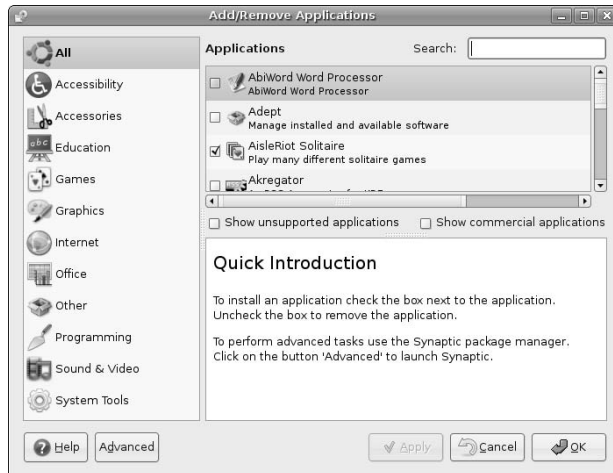 Add/Remove Applications
All
Accessibility
Accessories
Education
Games
Graphics
Internet
Office
Other
Programming
Sound & Video
System Tools
Applications
Search:
AbiWord Word Processor
AbiWord Word Processor
Adept
Manage installed and available software
AisleRiot Solitaire
Play many different solitaire games
Akregator
Show unsupported applications
Show commercial applications
Quick Introduction
To install an application check the box next to the application.
Uncheck the box to remove the application.
To perform advanced tasks use the Synaptic package manager.
Click on the button 'Advanced' to launch Synaptic.
Help
Advanced
Apply
Cancel
OK